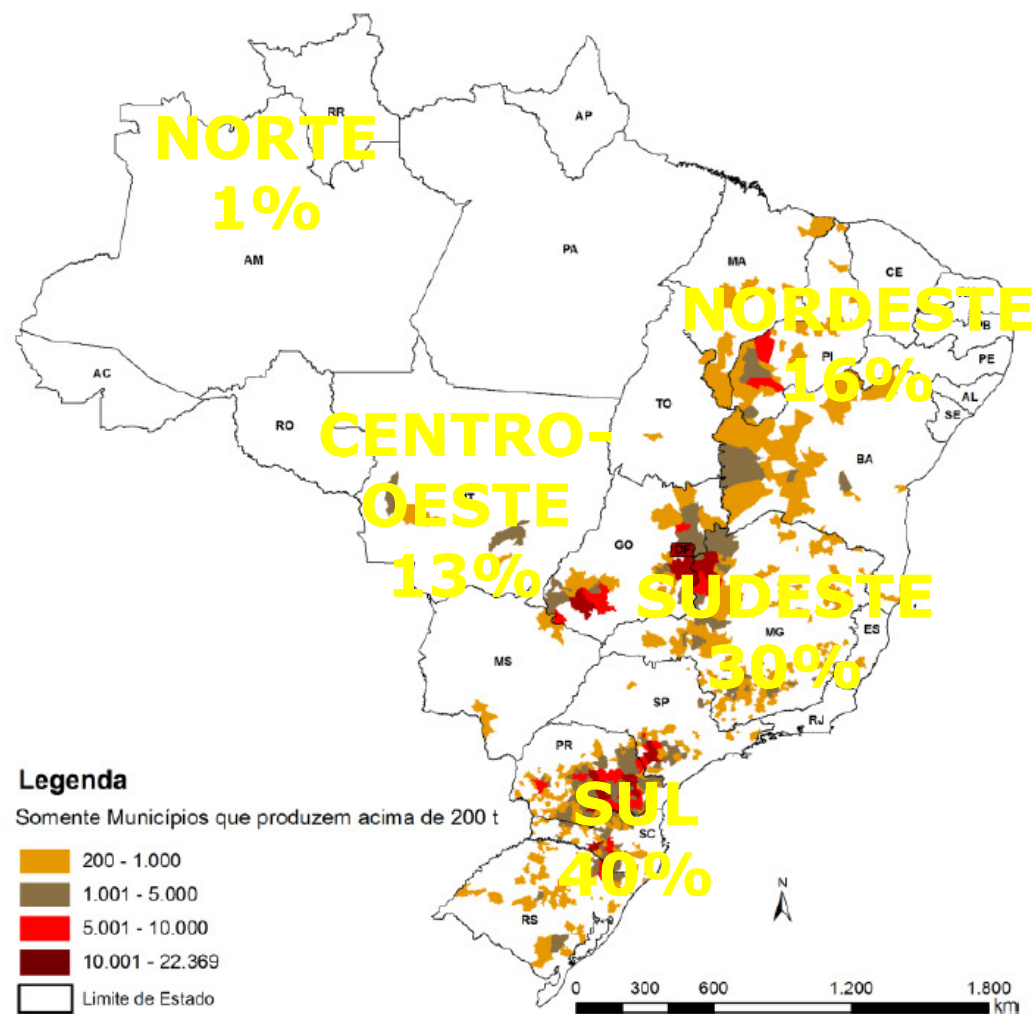 RR
AP
NORTE
1%
AM
PA
MA
CE
NORDESTE
16%
PB
PI
PE
AC
AL
SE
TO
RO
CENTRO-
OESTE
13%
BA
GO
DF
SUDESTE
30%
MG
ES
MS
SP
RJ
PR
SUL
40%
SC
RS
N
Legenda
Somente Municípios que produzem acima de 200 t
200 - 1.000
1.001 - 5.000
5.001 - 10.000
10.001 - 22.369
Limite de Estado
0 300 600 1.200 1.800
km